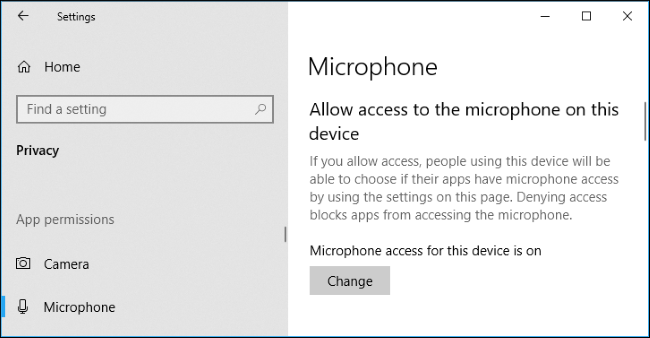 Settings
Home
Find a setting
Privacy
App permissions
Camera
Microphone
Microphone
Allow access to the microphone on this
device
If you allow access, people using this device will be
able to choose if their apps have microphone access
by using the settings on this page. Denying access
blocks apps from accessing the microphone.
Microphone access for this device is on
Change